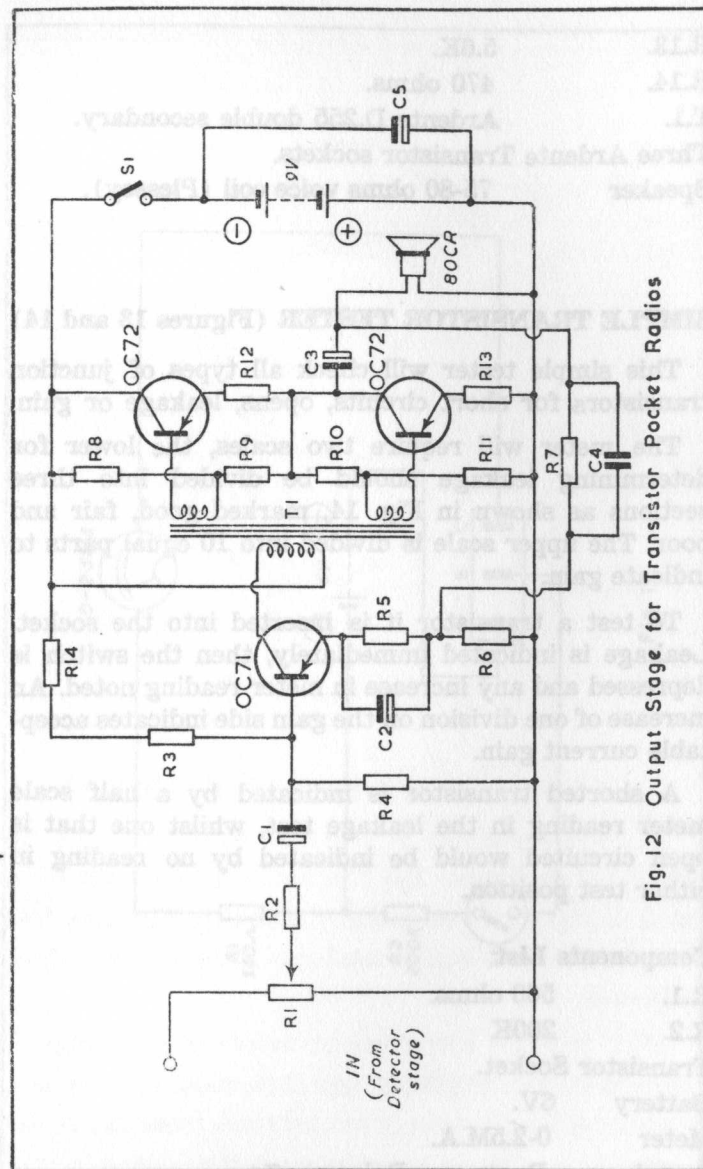 R.13. 5.6K.
R.14. 470 ohms.
T.1. Ardente D.255 double secondary.
Three Ardente Transistor sockets.
Speaker 75-80 ohms voice coil (Plessey).
SIMPLE TRANSISTOR TESTER (Figures 13 and 14)
This simple tester will check all types of junction
transistors for short circuits, opens, leakage or gain.
The meter will require two scales, the lower for
determining leakage should be divided into three
sections as shown in Fig. 14, marked good, fair and
poor. The upper scale is divided into 10 equal parts to
indicate gain.
To test a transistor it is inserted into the socket.
Leakage is indicated immediately, then the switch is
depressed and any increase in meter reading noted. An
increase of one division on the gain side indicates accep-
table current gain.
A shorted transistor is indicated by a half scale
meter reading in the leakage test, whilst one that is
open circuited would be indicated by no reading in
either test position.
Components List
R.1. 500 ohms
R.2. 200K
Transistor Socket.
Battery 6V.
Meter 0-2.5M.A.
IN
(From
Detector
stage)
R1
R2
C1
R3
R14
R4
OC71
C2
R5
R6
T1
R8
R9
R10
R11
OC72
R12
OC72
R13
C3
R7
C4
80CR
S1
−
9V
+
C5
Fig. 12 Output Stage for Transistor Pocket Radios